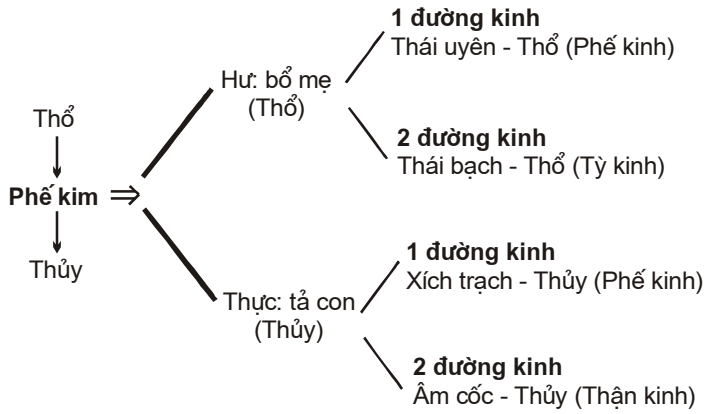 Thổ
Phế kim
Thủy
Hư: bổ mẹ
(Thổ)
1 đường kinh
Thái uyên - Thổ (Phế kinh)
2 đường kinh
Thái bạch - Thổ (Tỳ kinh)
Thực: tả con
(Thủy)
1 đường kinh
Xích trạch - Thủy (Phế kinh)
2 đường kinh
Âm cốc - Thủy (Thận kinh)